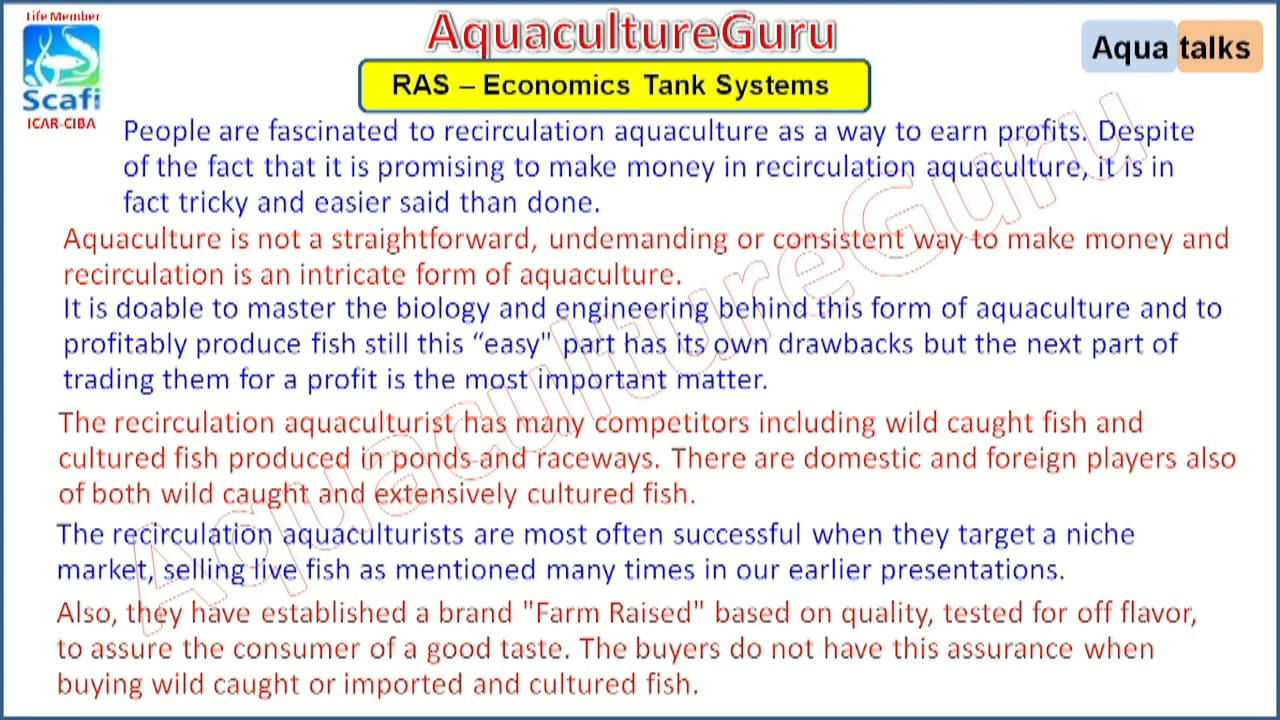 Life Member
AquacultureGuru
Aqua talks
Scafi
ICAR-CIBA
RAS – Economics Tank Systems
People are fascinated to recirculation aquaculture as a way to earn profits. Despite
of the fact that it is promising to make money in recirculation aquaculture, it is in
fact tricky and easier said than done.
Aquaculture is not a straightforward, undemanding or consistent way to make money and
recirculation is an intricate form of aquaculture.
It is doable to master the biology and engineering behind this form of aquaculture and to
profitably produce fish still this “easy" part has its own drawbacks but the next part of
trading them for a profit is the most important matter.
The recirculation aquaculturist has many competitors including wild caught fish and
cultured fish produced in ponds and raceways. There are domestic and foreign players also
of both wild caught and extensively cultured fish.
The recirculation aquaculturists are most often successful when they target a niche
market, selling live fish as mentioned many times in our earlier presentations.
Also, they have established a brand "Farm Raised" based on quality, tested for off flavor,
to assure the consumer of a good taste. The buyers do not have this assurance when
buying wild caught or imported and cultured fish.
AquacultureGuru